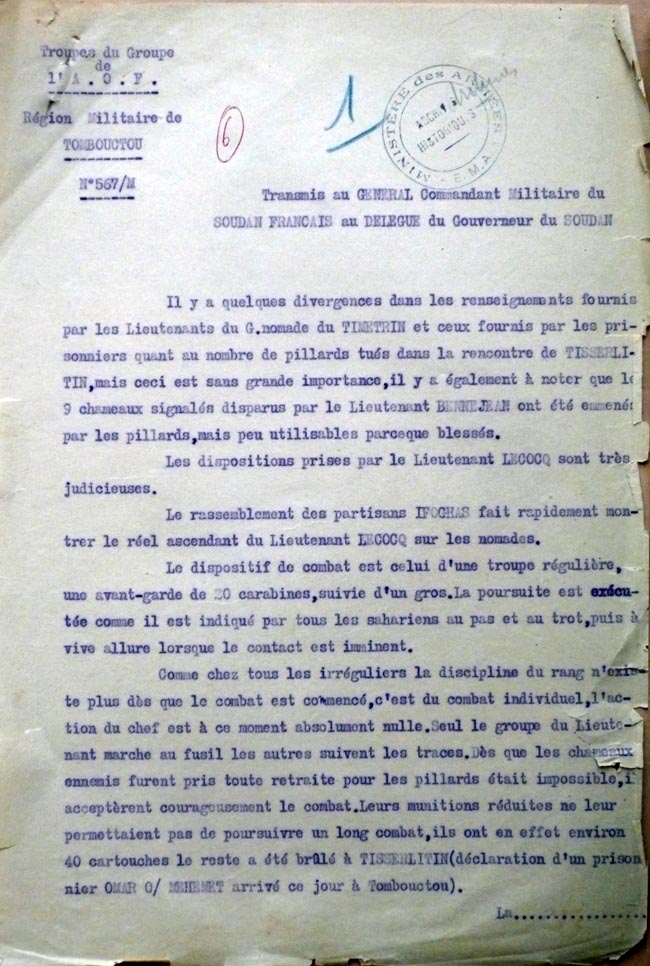 Troupes du Groupe
de
l'A.O.F.
Région Militaire de
TOMBOUCTOU
N°567/M
6
1
MINISTÈRE des ARMÉES
ARCHIVES
HISTORIQUES
E.M.A.
Transmis au GENERAL Commandant Militaire du
SOUDAN FRANCAIS au DELEGUE du Gouverneur du SOUDAN
Il y a quelques divergences dans les renseignements fournis
par les Lieutenants du G.nomade du TIMETRIN et ceux fournis par les pri-
sonniers quant au nombre de pillards tués dans la rencontre de TISSERLI-
TIN,mais ceci est sans grande importance,il y a également à noter que le
9 chameaux signalés disparus par le Lieutenant BENNEJEAN ont été emmené
par les pillards,mais peu utilisables parceque blessés.
Les dispositions prises par le Lieutenant LECOCQ sont très
judicieuses.
Le rassemblement des partisans IFOGHAS fait rapidement mon-
trer le réel ascendant du Lieutenant LECOCQ sur les nomades.
Le dispositif de combat est celui d'une troupe régulière,
une avant-garde de 20 carabines,suivie d'un gros.La poursuite est exécu-
tée comme il est indiqué par tous les sahariens au pas et au trot,puis à
vive allure lorsque le contact est imminent.
Comme chez tous les irréguliers la discipline du rang n'exis-
te plus dès que le combat est commencé,c'est du combat individuel,l'ac-
tion du chef est à ce moment absolument nulle.Seul le groupe du Lieute-
nant marche au fusil les autres suivent les traces.Dès que les chameaux
ennemis furent pris toute retraite pour les pillards était impossible,i
acceptèrent courageusement le combat.Leurs munitions réduites ne leur
permettaient pas de poursuivre un long combat,ils ont en effet environ
40 cartouches le reste a été brûlé à TISSERLITIN(déclaration d'un prison
nier OMAR O/ MEHEMET arrivé ce jour à Tombouctou).
La..................